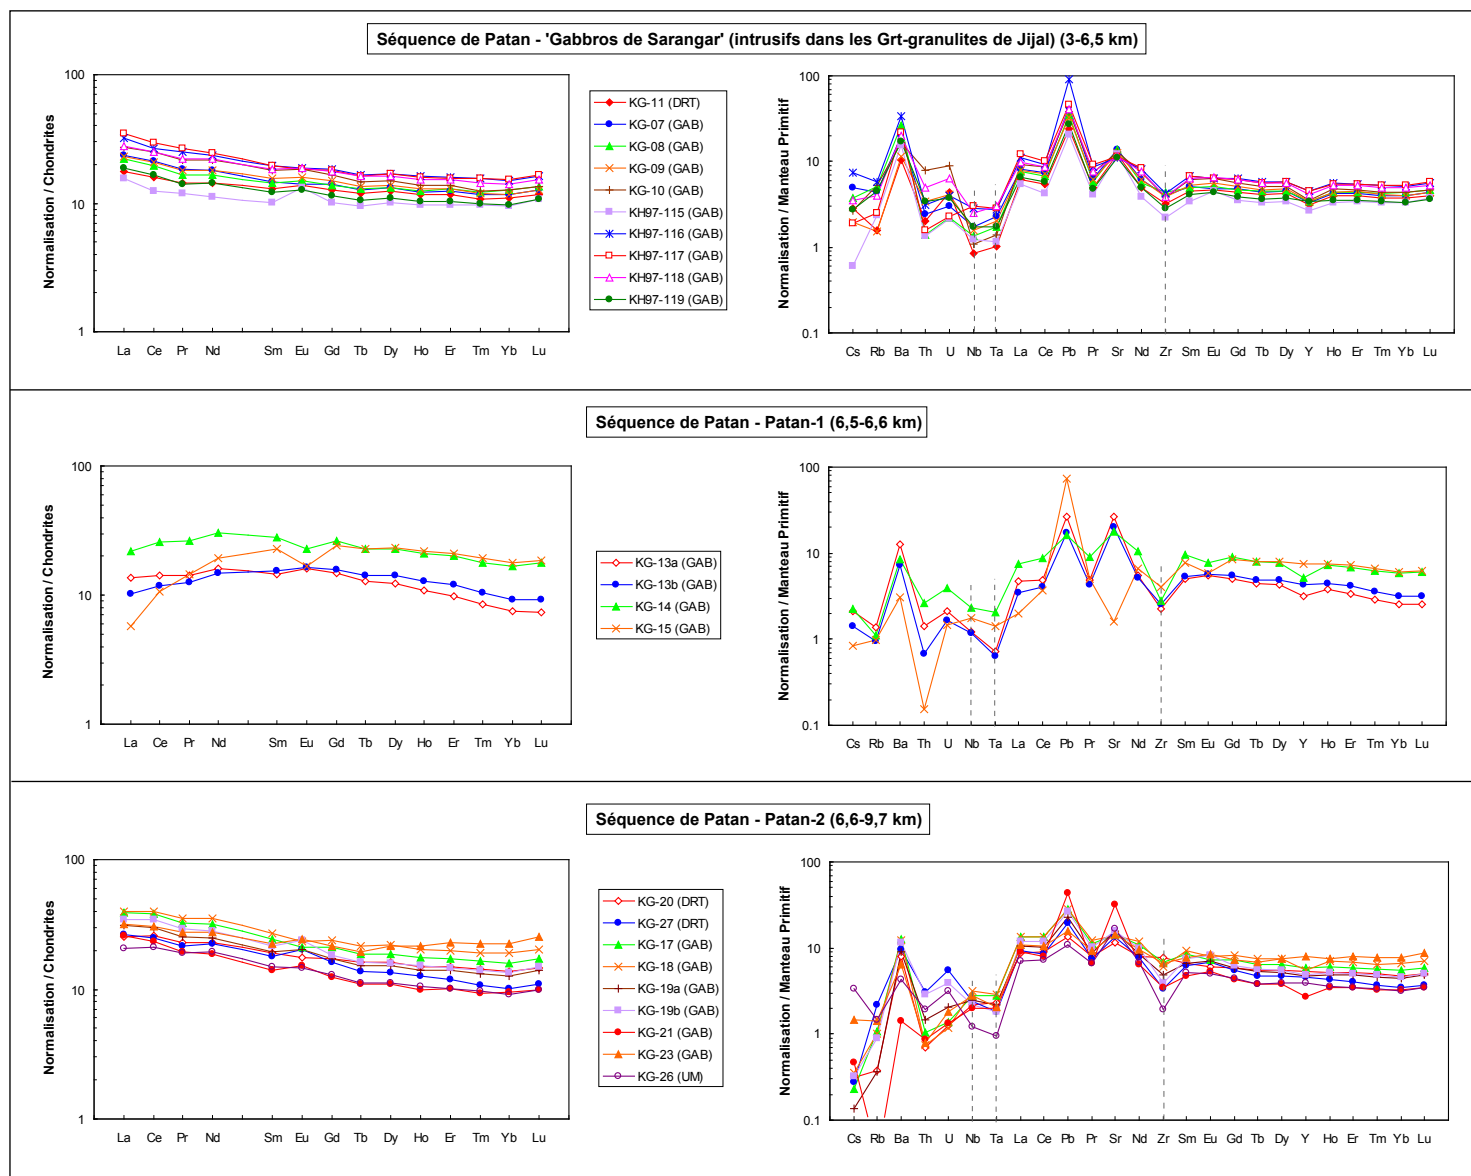 Séquence de Patan - 'Gabbros de Sarangar' (intrusifs dans les Grt-granulites de Jijal) (3-6,5 km)
Normalisation / Chondrites
100
10
1
La Ce Pr Nd Sm Eu Gd Tb Dy Ho Er Tm Yb Lu
KG-11 (DRT)
KG-07 (GAB)
KG-08 (GAB)
KG-09 (GAB)
KG-10 (GAB)
KH97-115 (GAB)
KH97-116 (GAB)
KH97-117 (GAB)
KH97-118 (GAB)
KH97-119 (GAB)
Normalisation / Manteau Primitif
100
10
1
0.1
Cs Rb Ba Th U Nb Ta La Ce Pb Pr Sr Nd Zr Sm Eu Gd Tb Dy Y Ho Er Tm Yb Lu
Séquence de Patan - Patan-1 (6,5-6,6 km)
Normalisation / Chondrites
100
10
1
La Ce Pr Nd Sm Eu Gd Tb Dy Ho Er Tm Yb Lu
KG-13a (GAB)
KG-13b (GAB)
KG-14 (GAB)
KG-15 (GAB)
Normalisation / Manteau Primitif
100
10
1
0.1
Cs Rb Ba Th U Nb Ta La Ce Pb Pr Sr Nd Zr Sm Eu Gd Tb Dy Y Ho Er Tm Yb Lu
Séquence de Patan - Patan-2 (6,6-9,7 km)
Normalisation / Chondrites
100
10
1
La Ce Pr Nd Sm Eu Gd Tb Dy Ho Er Tm Yb Lu
KG-20 (DRT)
KG-27 (DRT)
KG-17 (GAB)
KG-18 (GAB)
KG-19a (GAB)
KG-19b (GAB)
KG-21 (GAB)
KG-23 (GAB)
KG-26 (UM)
Normalisation / Manteau Primitif
100
10
1
0.1
Cs Rb Ba Th U Nb Ta La Ce Pb Pr Sr Nd Zr Sm Eu Gd Tb Dy Y Ho Er Tm Yb Lu